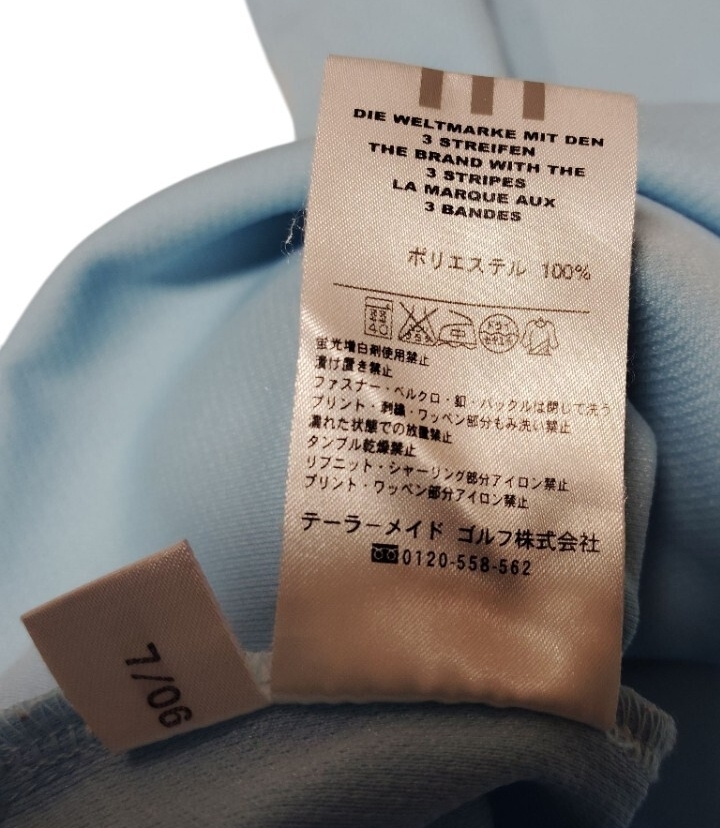 DIE WELTMARKE MIT DEN
3 STREIFEN
THE BRAND WITH THE
3 STRIPES
LA MARQUE AUX
3 BANDES
ポリエステル 100%
40
ドライ
蛍光増白剤使用禁止
漬け置き禁止
ファスナー・ベルクロ・釦・バックルは閉じて洗う
プリント・刺繍・ワッペン部分もみ洗い禁止
濡れた状態での放置禁止
タンブル乾燥禁止
リブニット・シャーリング部分アイロン禁止
プリント・ワッペン部分アイロン禁止
テーラーメイド ゴルフ株式会社
0120-558-562
L/06